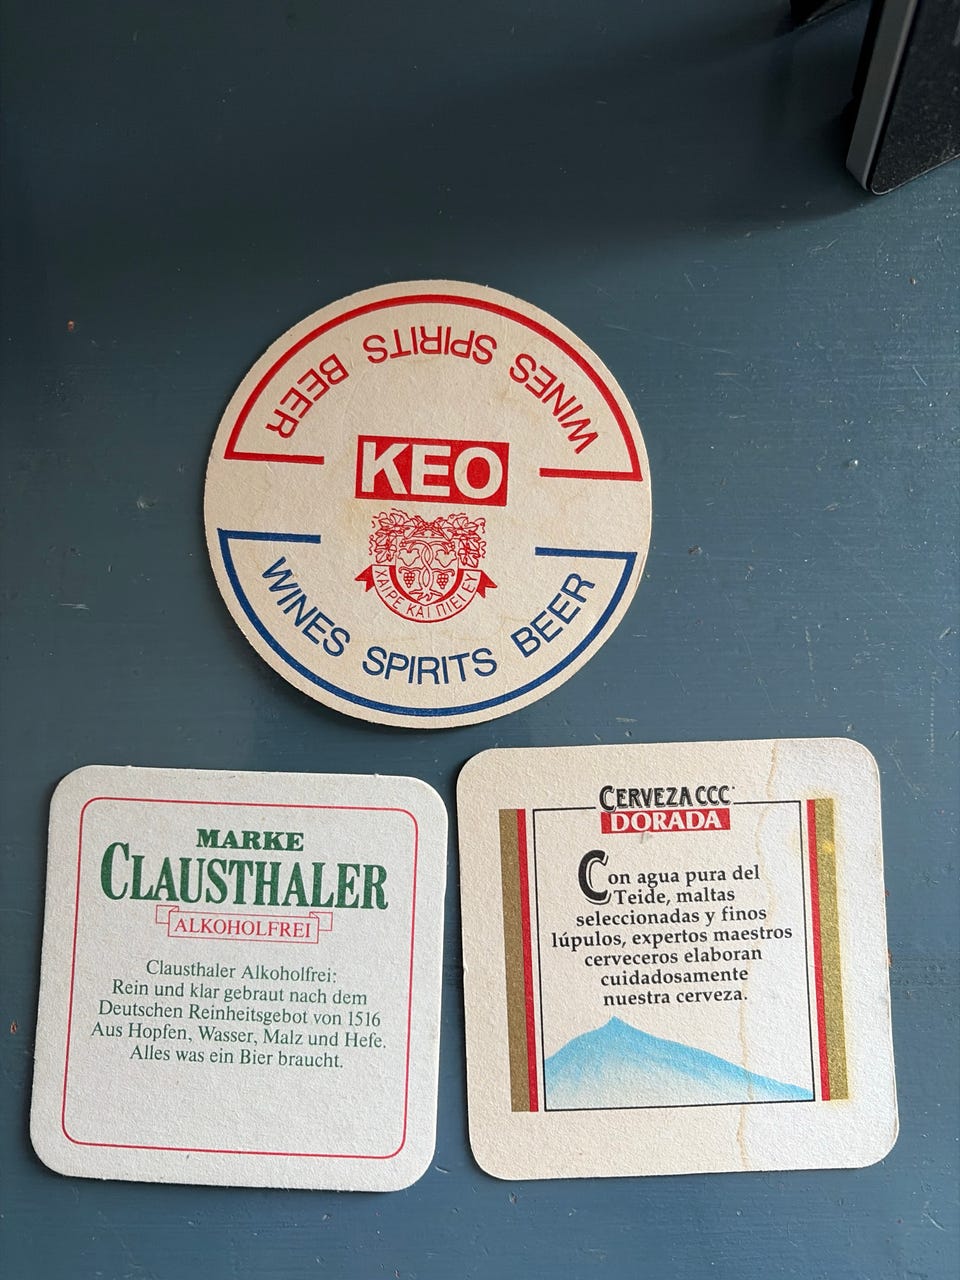 WINES SPIRITS BEER
KEO
ΧΑΙΡΕ ΚΑΙ ΠΙΕΙ ΕΥ
WINES SPIRITS BEER
MARKE
CLAUSTHALER
ALKOHOLFREI
Clausthaler Alkoholfrei:
Rein und klar gebraut nach dem
Deutschen Reinheitsgebot von 1516
Aus Hopfen, Wasser, Malz und Hefe.
Alles was ein Bier braucht.
CERVEZA CCC
DORADA
Con agua pura del
Teide, maltas
seleccionadas y finos
lúpulos, expertos maestros
cerveceros elaboran
cuidadosamente
nuestra cerveza.